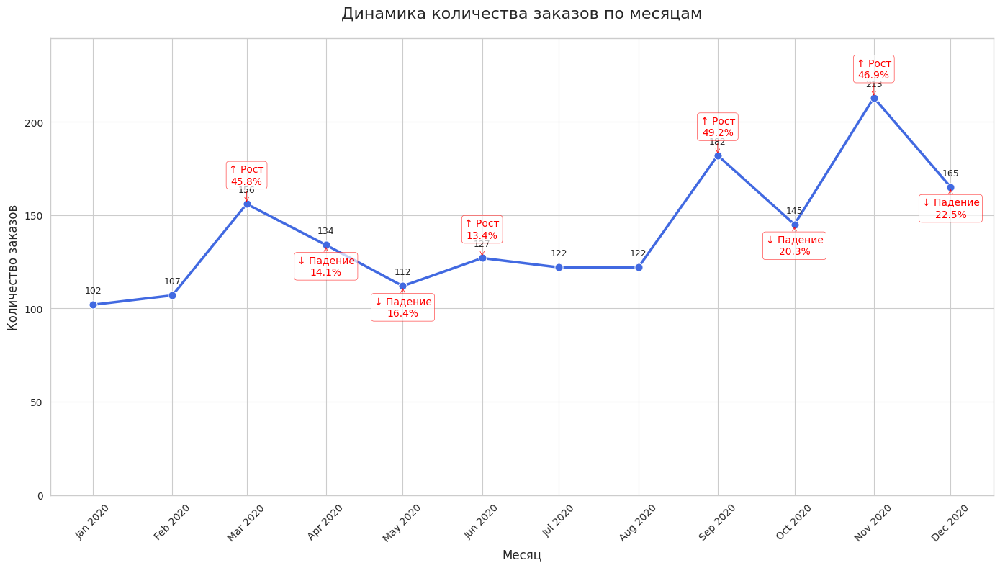 Динамика количества заказов по месяцам
↑ Рост
46.9%
213
↑ Рост
49.2%
182
↑ Рост
45.8%
156
165
↓ Падение
22.5%
145
↓ Падение
20.3%
134
↓ Падение
14.1%
↑ Рост
13.4%
127
122
122
112
↓ Падение
16.4%
107
102
200
150
100
50
0
Количество заказов
Jan 2020
Feb 2020
Mar 2020
Apr 2020
May 2020
Jun 2020
Jul 2020
Aug 2020
Sep 2020
Oct 2020
Nov 2020
Dec 2020
Месяц